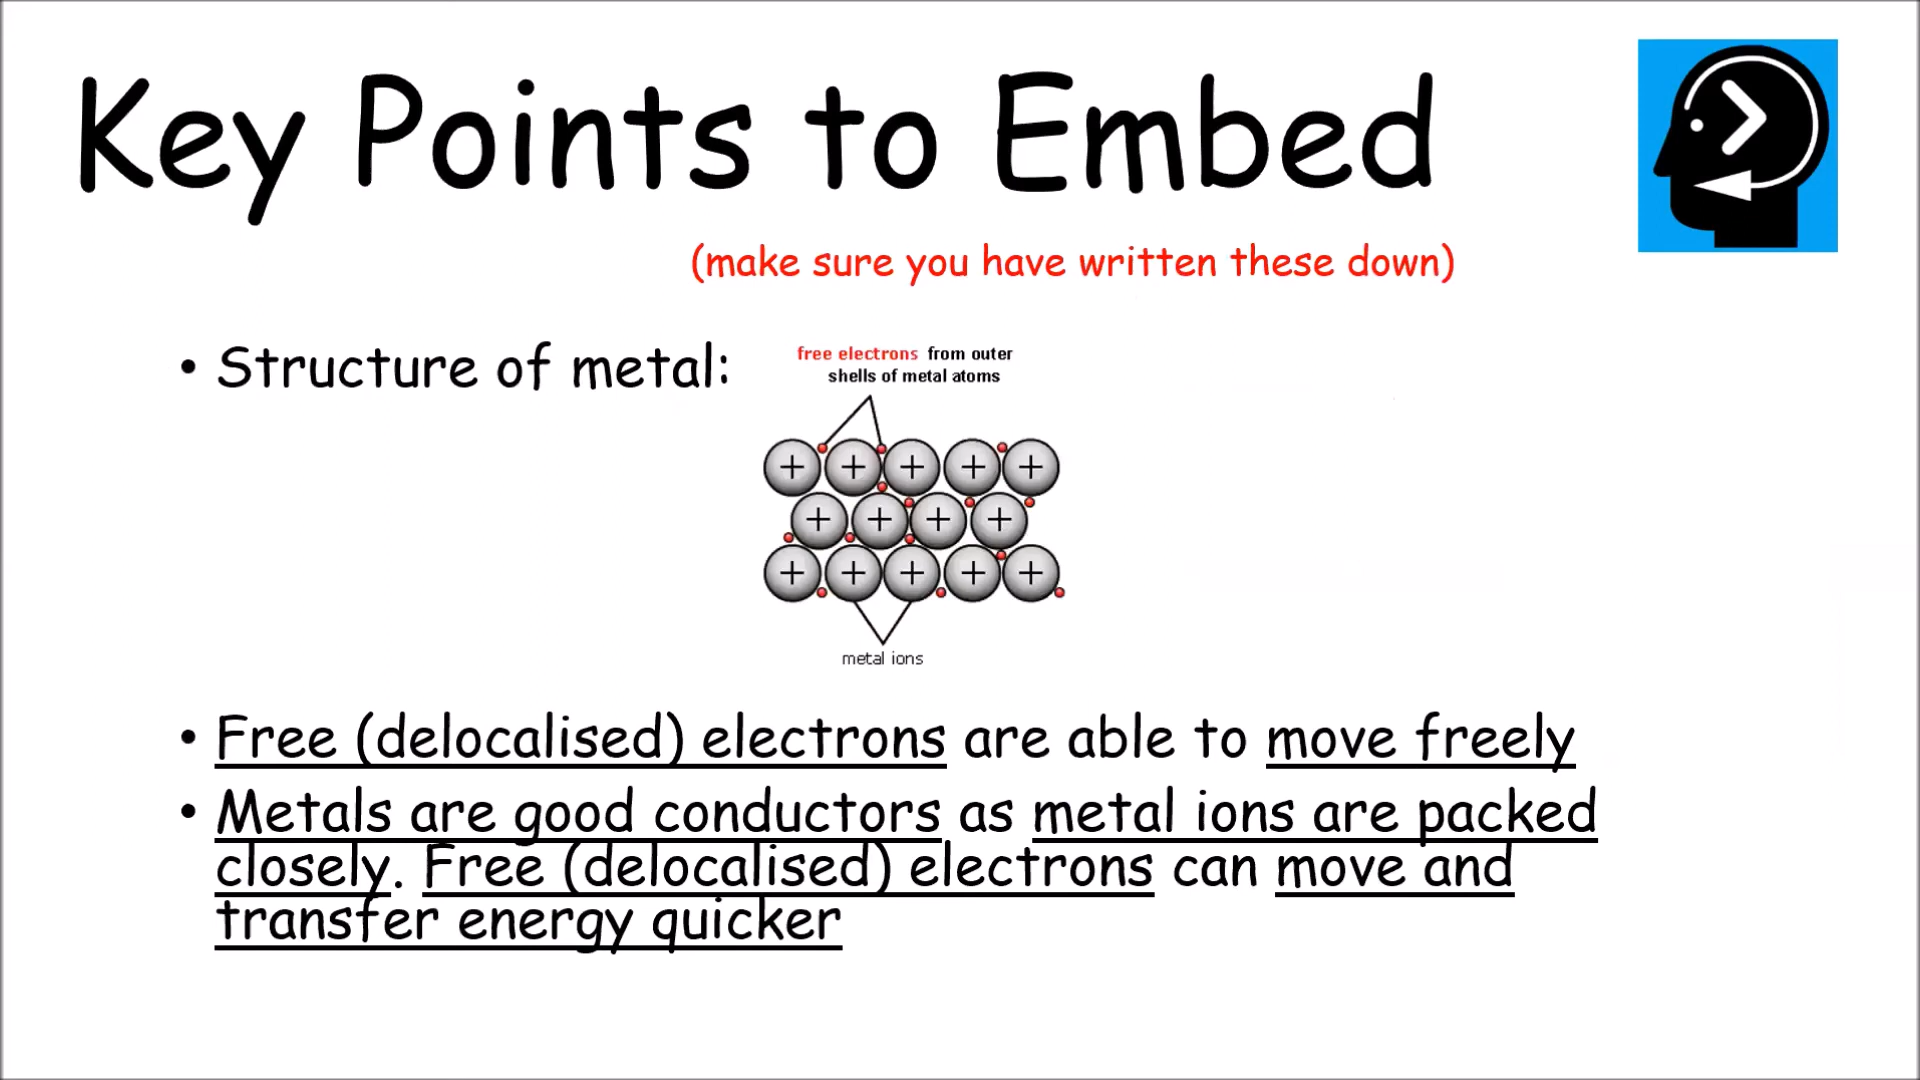 Key Points to Embed
(make sure you have written these down)
• Structure of metal:
free electrons from outer
shells of metal atoms
+ + + + +
+ + + +
+ + + + +
metal ions
• Free (delocalised) electrons are able to move freely
• Metals are good conductors as metal ions are packed
closely. Free (delocalised) electrons can move and
transfer energy quicker